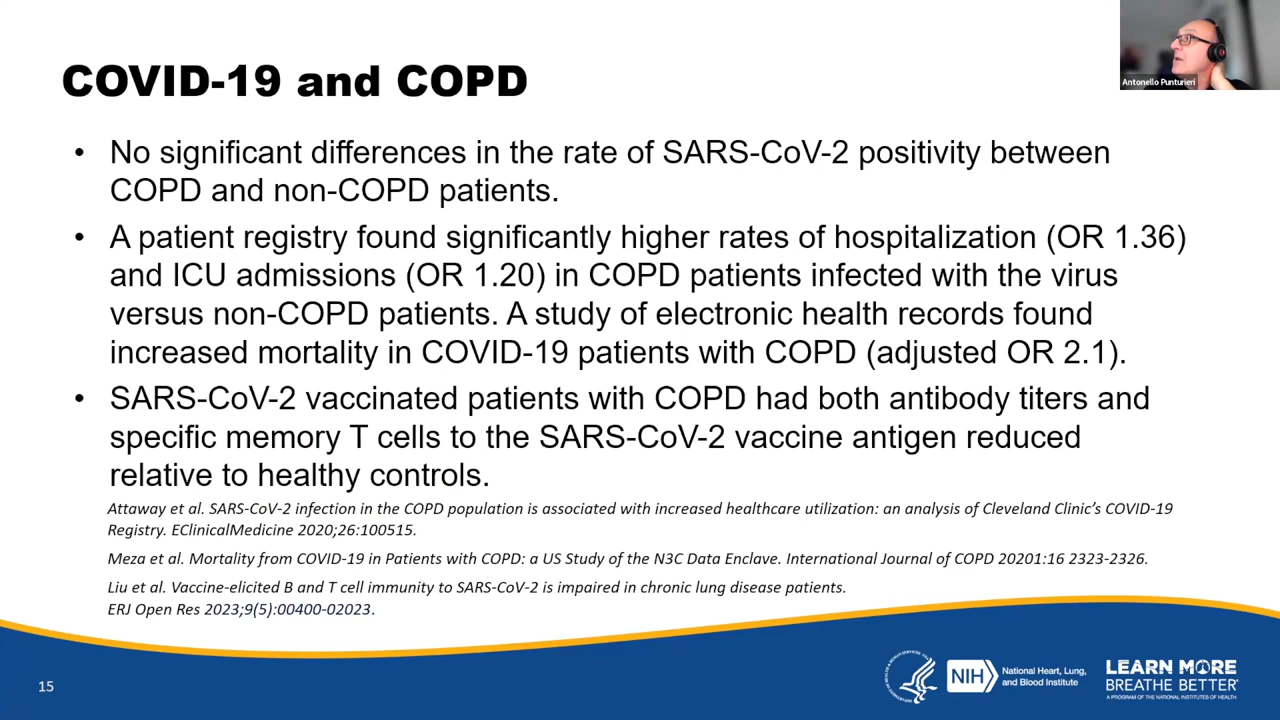 COVID-19 and COPD
Antonello Punturieri
• No significant differences in the rate of SARS-CoV-2 positivity between
COPD and non-COPD patients.
• A patient registry found significantly higher rates of hospitalization (OR 1.36)
and ICU admissions (OR 1.20) in COPD patients infected with the virus
versus non-COPD patients. A study of electronic health records found
increased mortality in COVID-19 patients with COPD (adjusted OR 2.1).
• SARS-CoV-2 vaccinated patients with COPD had both antibody titers and
specific memory T cells to the SARS-CoV-2 vaccine antigen reduced
relative to healthy controls.
Attaway et al. SARS-CoV-2 infection in the COPD population is associated with increased healthcare utilization: an analysis of Cleveland Clinic’s COVID-19
Registry. EClinicalMedicine 2020;26:100515.
Meza et al. Mortality from COVID-19 in Patients with COPD: a US Study of the N3C Data Enclave. International Journal of COPD 20201:16 2323-2326.
Liu et al. Vaccine-elicited B and T cell immunity to SARS-CoV-2 is impaired in chronic lung disease patients.
ERJ Open Res 2023;9(5):00400-02023.
15
NIH
National Heart, Lung,
and Blood Institute
LEARN MORE
BREATHE BETTER®
A PROGRAM OF THE NATIONAL INSTITUTES OF HEALTH